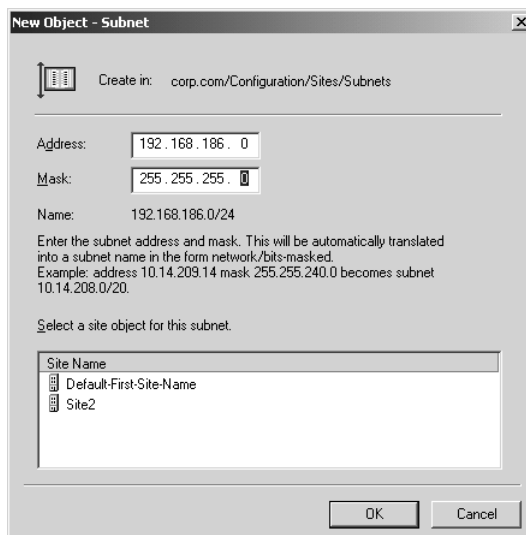 New Object - Subnet
Create in: corp.com/Configuration/Sites/Subnets
Address: 192 . 168 . 186 . 0
Mask: 255 . 255 . 255 . 0
Name: 192.168.186.0/24
Enter the subnet address and mask. This will be automatically translated
into a subnet name in the form network/bits-masked.
Example: address 10.14.209.14 mask 255.255.240.0 becomes subnet
10.14.208.0/20.
Select a site object for this subnet.
Site Name
Default-First-Site-Name
Site2
OK Cancel